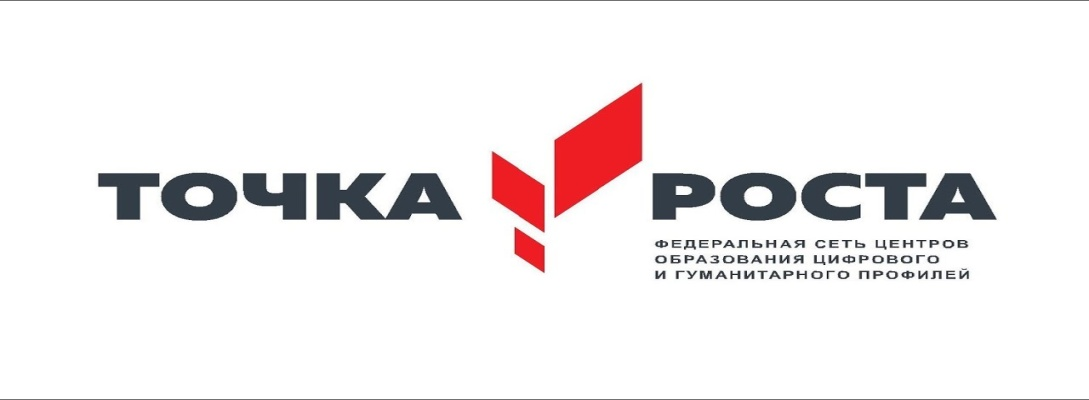 ТОЧКА РОСТА
ФЕДЕРАЛЬНАЯ СЕТЬ ЦЕНТРОВ
ОБРАЗОВАНИЯ ЦИФРОВОГО
И ГУМАНИТАРНОГО ПРОФИЛЕЙ